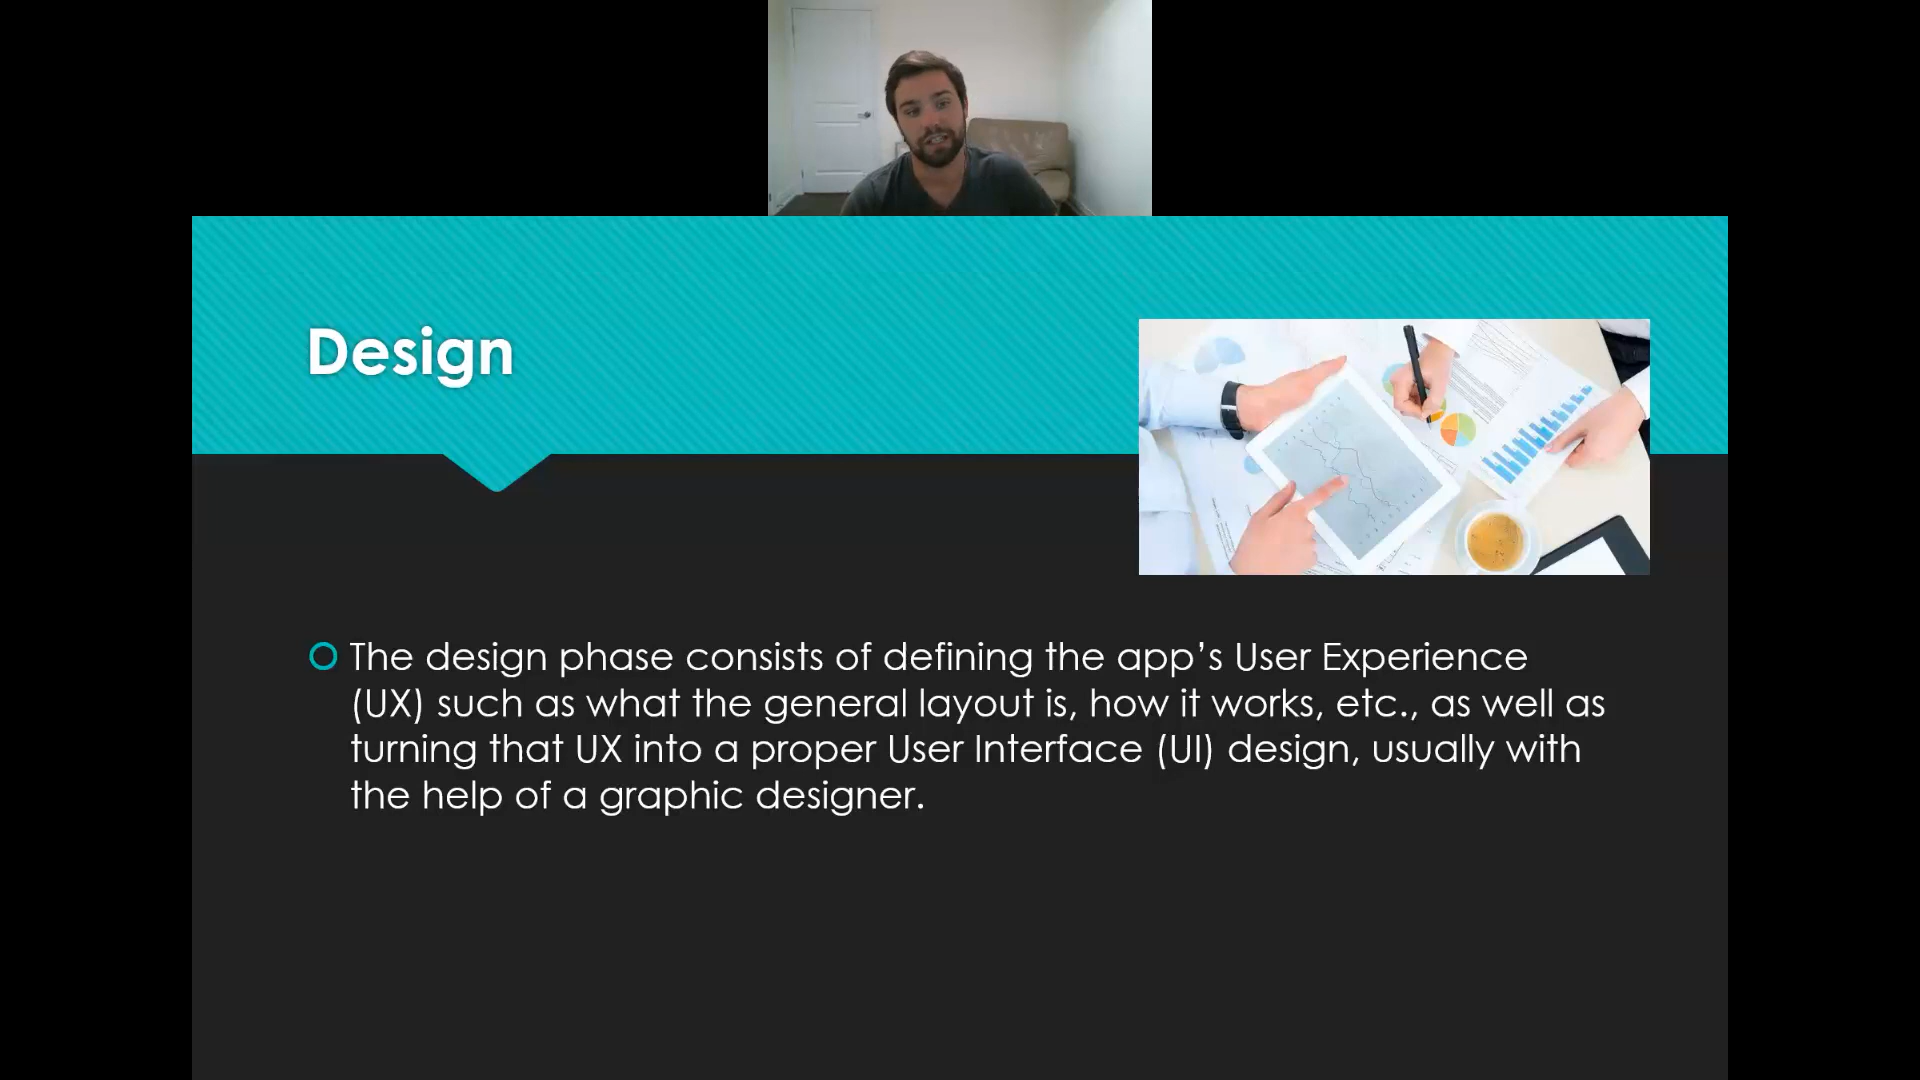 Design
The design phase consists of defining the app’s User Experience
(UX) such as what the general layout is, how it works, etc., as well as
turning that UX into a proper User Interface (UI) design, usually with
the help of a graphic designer.